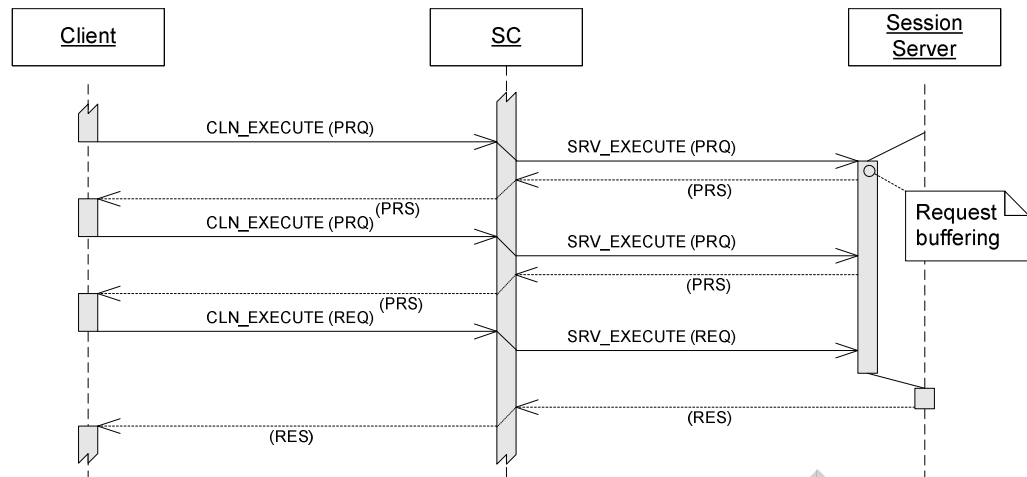 Client
SC
Session
Server
CLN_EXECUTE (PRQ)
SRV_EXECUTE (PRQ)
(PRS)
(PRS)
Request
buffering
CLN_EXECUTE (PRQ)
SRV_EXECUTE (PRQ)
(PRS)
(PRS)
CLN_EXECUTE (REQ)
SRV_EXECUTE (REQ)
(RES)
(RES)